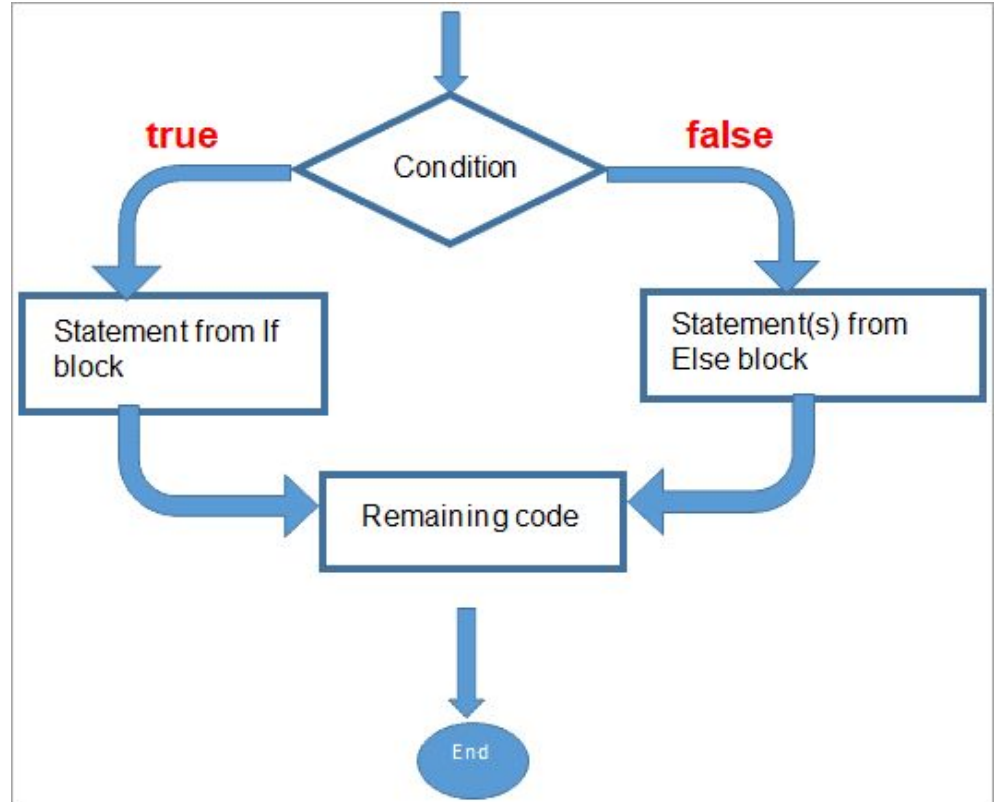 true
false
Condition
Statement from If
block
Statement(s) from
Else block
Remaining code
End